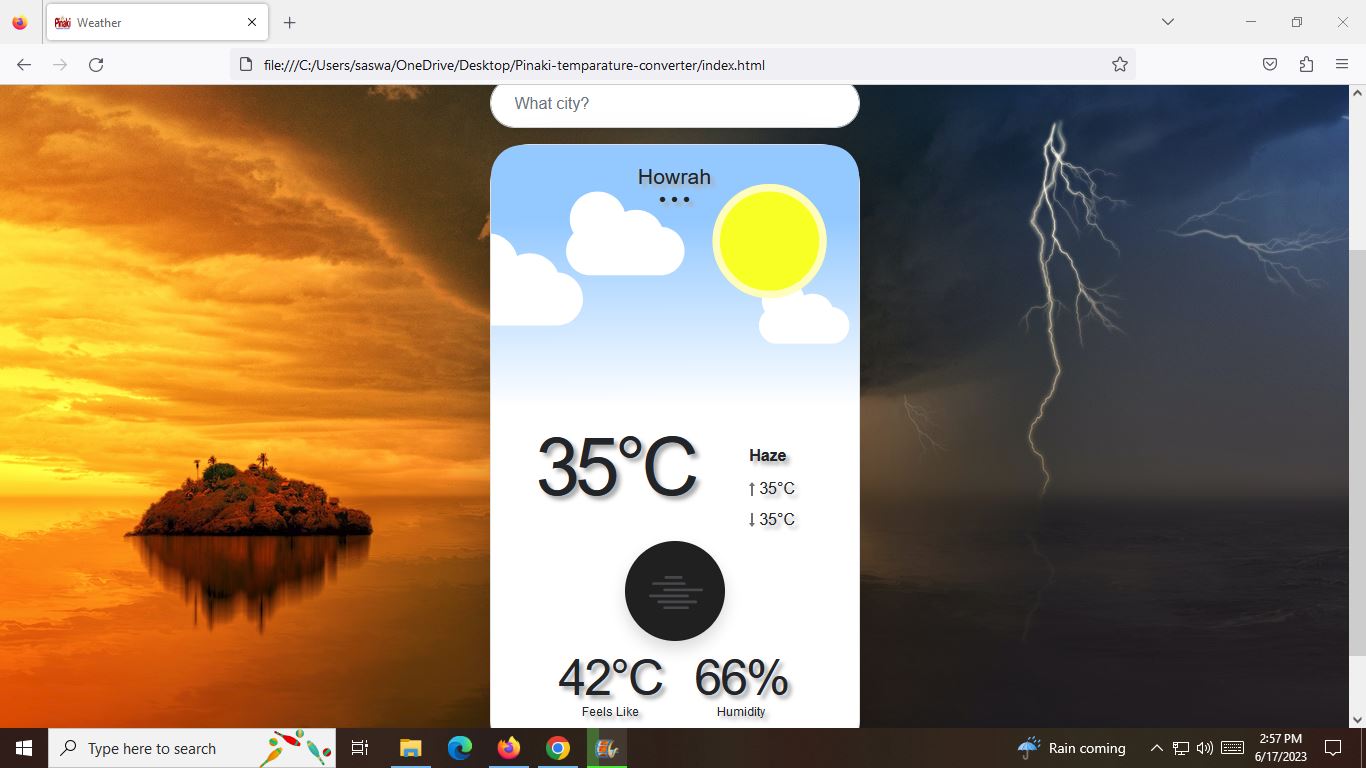 Pinaki
Weather
file:///C:/Users/saswa/OneDrive/Desktop/Pinaki-temparature-converter/index.html
What city?
Howrah
35°C
Haze
↑ 35°C
↓ 35°C
42°C
Feels Like
66%
Humidity
Type here to search
Rain coming
2:57 PM
6/17/2023